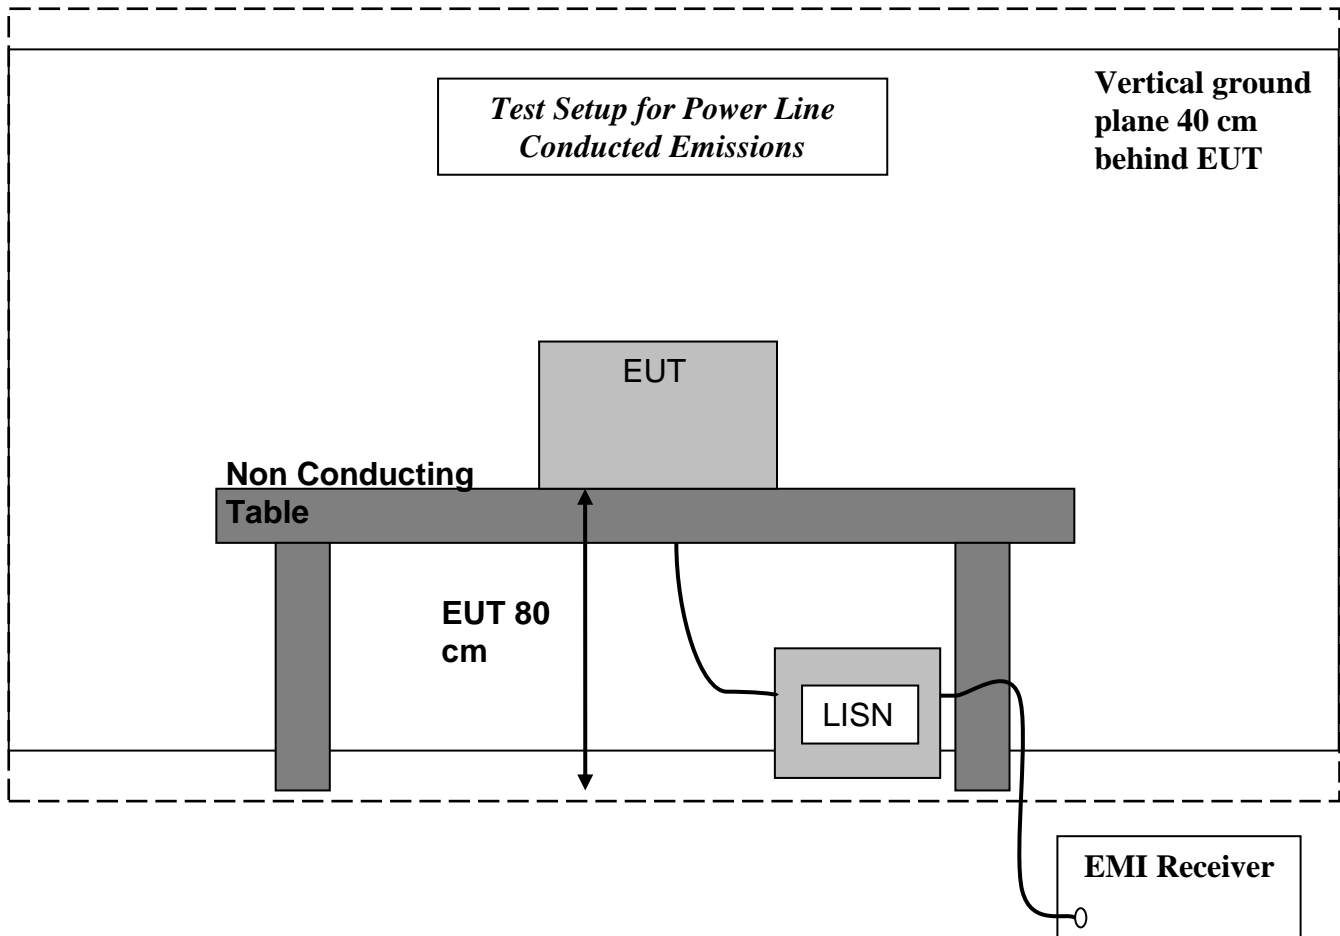 Test Setup for Power Line
Conducted Emissions
Vertical ground
plane 40 cm
behind EUT
EUT
Non Conducting
Table
EUT 80
cm
LISN
EMI Receiver